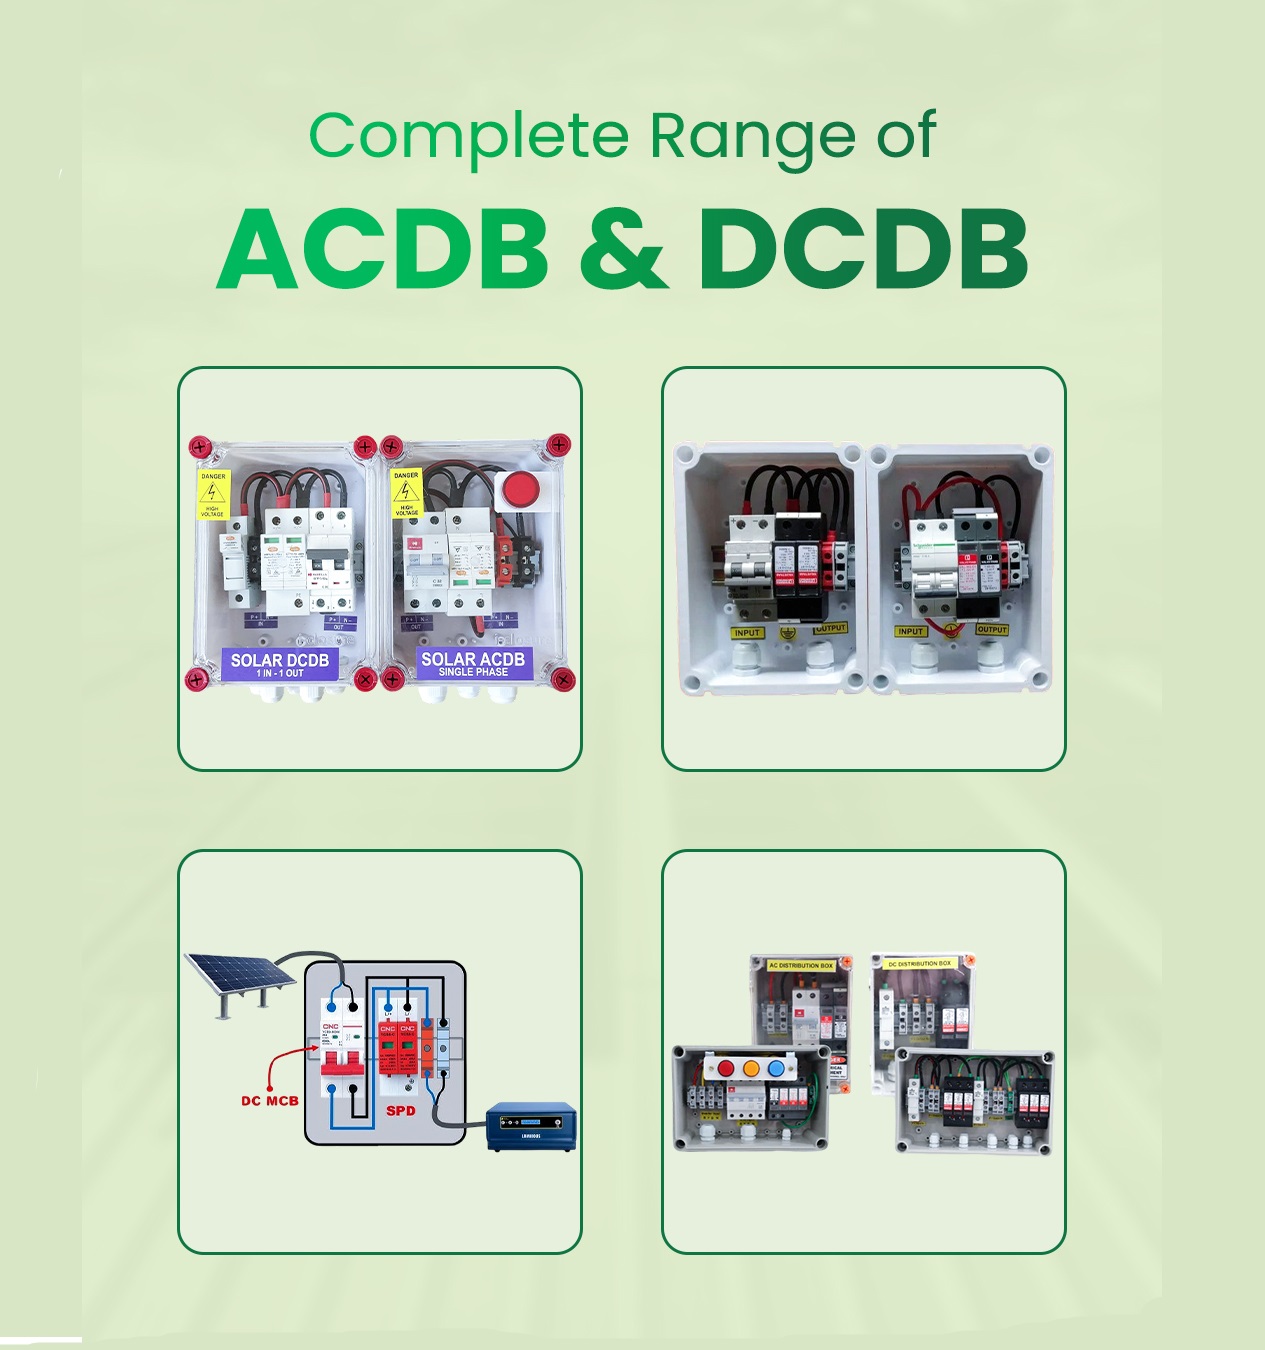 Complete Range of
ACDB & DCDB
DANGER
HIGH
VOLTAGE
P+ N-
IN
P+ N-
OUT
SOLAR DCDB
1 IN - 1 OUT
DANGER
HIGH
VOLTAGE
P+ N-
OUT
P+ N-
IN
SOLAR ACDB
SINGLE PHASE
INPUT
OUTPUT
INPUT
OUTPUT
CNC
CNC
CNC
DC MCB
SPD
LUMINOUS
AC DISTRIBUTION BOX
DC DISTRIBUTION BOX